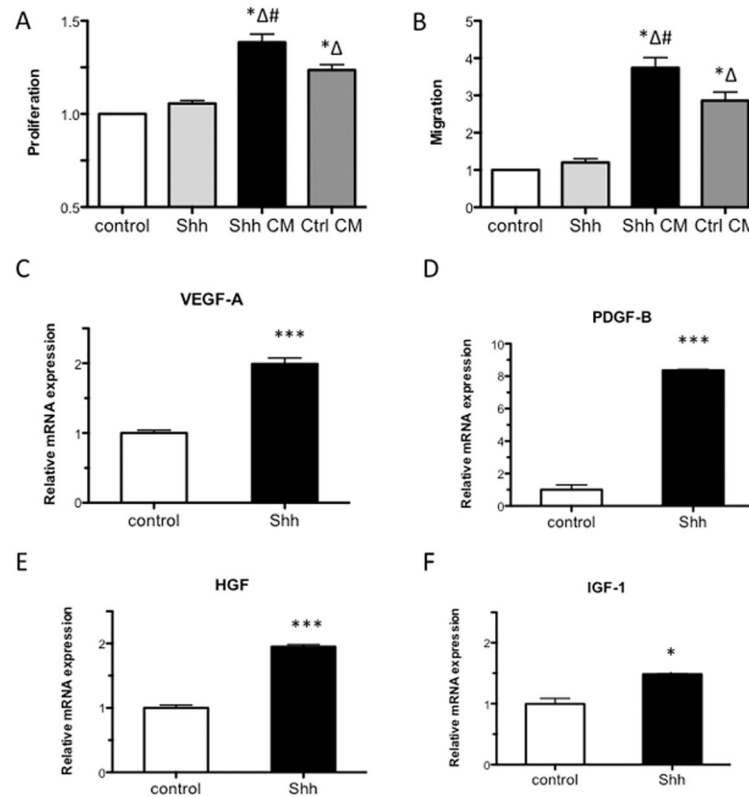 A
Proliferation
1.5
1.0
0.5
*Δ#
*Δ
control Shh Shh CM Ctrl CM
B
Migration
5
4
3
2
1
0
*Δ#
*Δ
control Shh Shh CM Ctrl CM
C
VEGF-A
Relative mRNA expression
2
1
0
***
control Shh
D
PDGF-B
Relative mRNA expression
10
8
6
4
2
0
***
control Shh
E
HGF
Relative mRNA expression
2
1
0
***
control Shh
F
IGF-1
Relative mRNA expression
2
1
0
*
control Shh